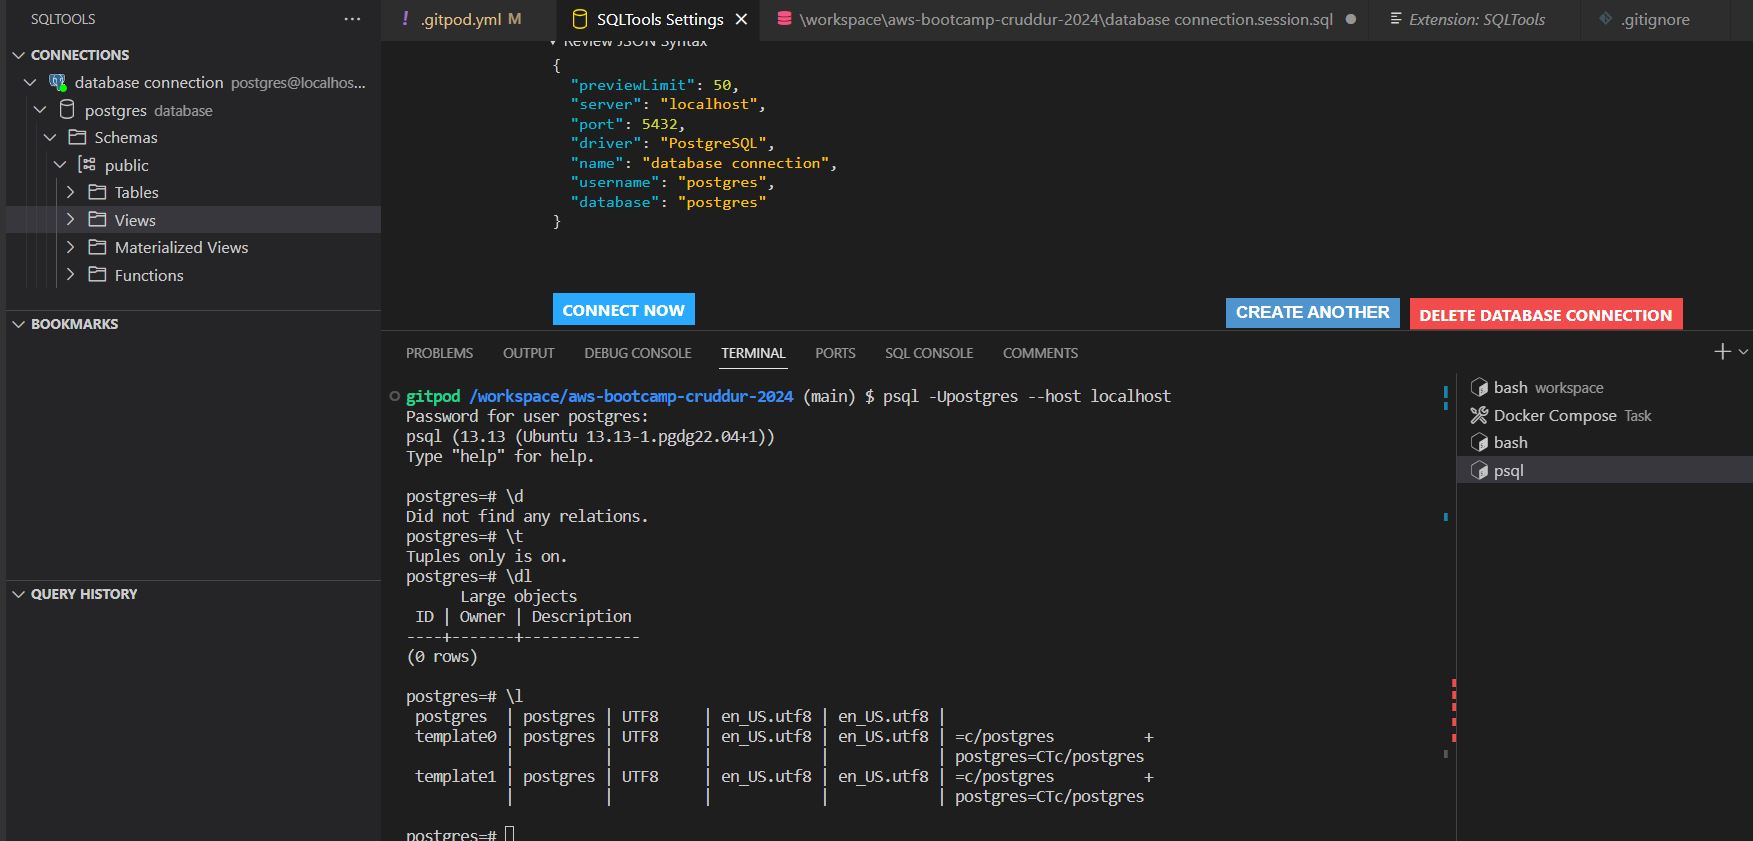 SQLTOOLS
CONNECTIONS
database connection postgres@localhos...
postgres database
Schemas
public
Tables
Views
Materialized Views
Functions
BOOKMARKS
QUERY HISTORY
! .gitpod.yml M
SQLTools Settings
\workspace\aws-bootcamp-cruddur-2024\database connection.session.sql
Extension: SQLTools
.gitignore
Review JSON Syntax
{
"previewLimit": 50,
"server": "localhost",
"port": 5432,
"driver": "PostgreSQL",
"name": "database connection",
"username": "postgres",
"database": "postgres"
}
CONNECT NOW
CREATE ANOTHER
DELETE DATABASE CONNECTION
PROBLEMS OUTPUT DEBUG CONSOLE TERMINAL PORTS SQL CONSOLE COMMENTS
gitpod /workspace/aws-bootcamp-cruddur-2024 (main) $ psql -Upostgres --host localhost
Password for user postgres:
psql (13.13 (Ubuntu 13.13-1.pgdg22.04+1))
Type "help" for help.
postgres=# \d
Did not find any relations.
postgres=# \t
Tuples only is on.
postgres=# \dl
Large objects
ID | Owner | Description
----+-------+-------------
(0 rows)
postgres=# \l
postgres | postgres | UTF8 | en_US.utf8 | en_US.utf8 |
template0 | postgres | UTF8 | en_US.utf8 | en_US.utf8 | =c/postgres +
| | | | | postgres=CTc/postgres
template1 | postgres | UTF8 | en_US.utf8 | en_US.utf8 | =c/postgres +
| | | | | postgres=CTc/postgres
postgres=#
bash workspace
Docker Compose Task
bash
psql